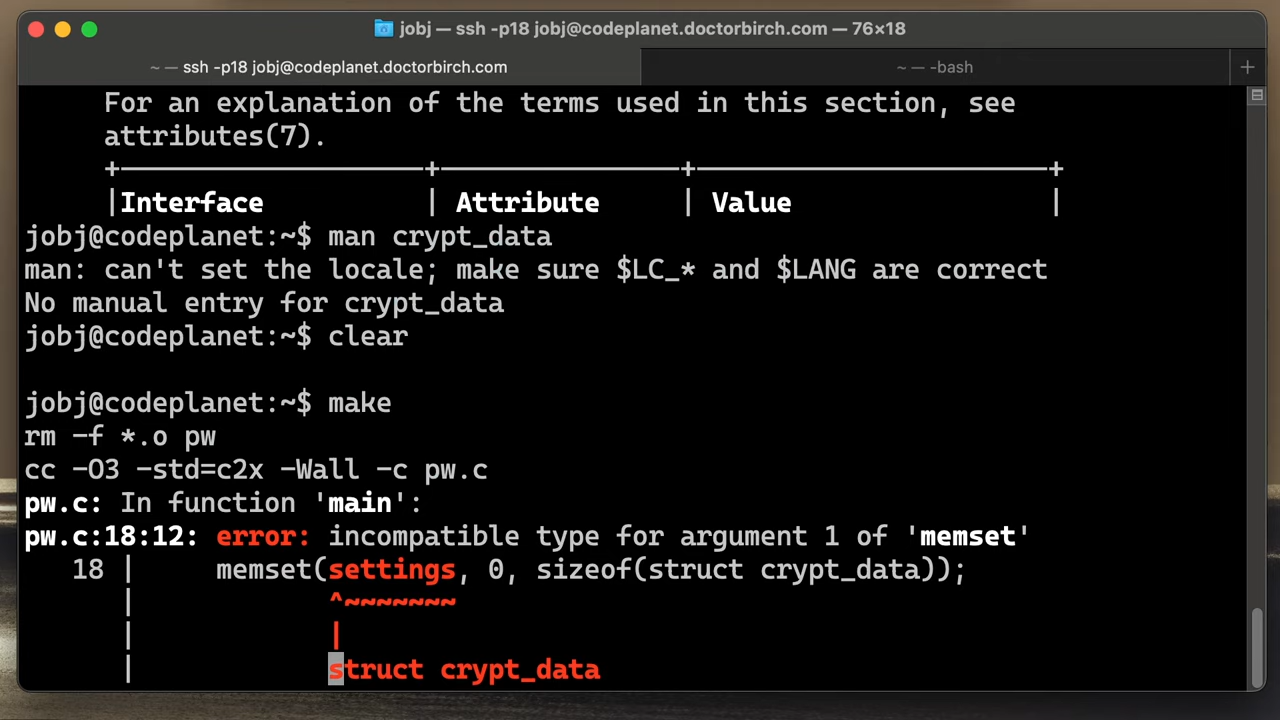 jobj — ssh -p18 jobj@codeplanet.doctorbirch.com — 76×18
~ — ssh -p18 jobj@codeplanet.doctorbirch.com
~ — -bash
+
For an explanation of the terms used in this section, see
attributes(7).
|Interface | Attribute | Value |
jobj@codeplanet:~$ man crypt_data
man: can't set the locale; make sure $LC_* and $LANG are correct
No manual entry for crypt_data
jobj@codeplanet:~$ clear
jobj@codeplanet:~$ make
rm -f *.o pw
cc -O3 -std=c2x -Wall -c pw.c
pw.c: In function 'main':
pw.c:18:12: error: incompatible type for argument 1 of 'memset'
18 | memset(settings, 0, sizeof(struct crypt_data));
| ^~~~~~~~
| |
| struct crypt_data